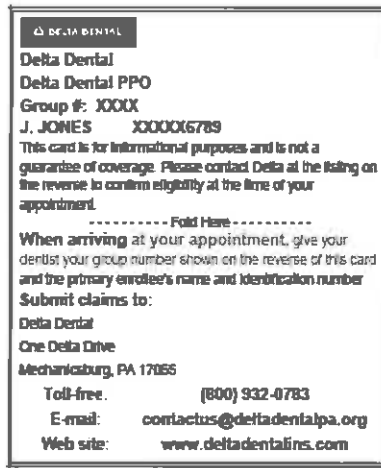 DELTA DENTAL
Delta Dental
Delta Dental PPO
Group #: XXXX
J. JONES XXXXX6789
This card is for informational purposes and is not a
guarantee of coverage. Please contact Delta at the listing on
the reverse to confirm eligibility at the time of your
appointment.
- - - - - - - - - - Fold Here - - - - - - - - - -
When arriving at your appointment, give your
dentist your group number shown on the reverse of this card
and the primary enrollee's name and identification number
Submit claims to:
Delta Dental
One Delta Drive
Mechanicsburg, PA 17055
Toll-free: (800) 932-0783
E-mail: contactus@deltadentalpa.org
Web site: www.deltadentalins.com